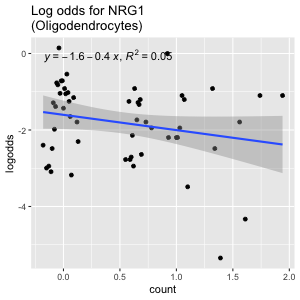 Log odds for NRG1
(Oligodendrocytes)
y = −1.6 − 0.4 x, R² = 0.05
0
-2
-4
logodds
0.0 0.5 1.0 1.5 2.0
count